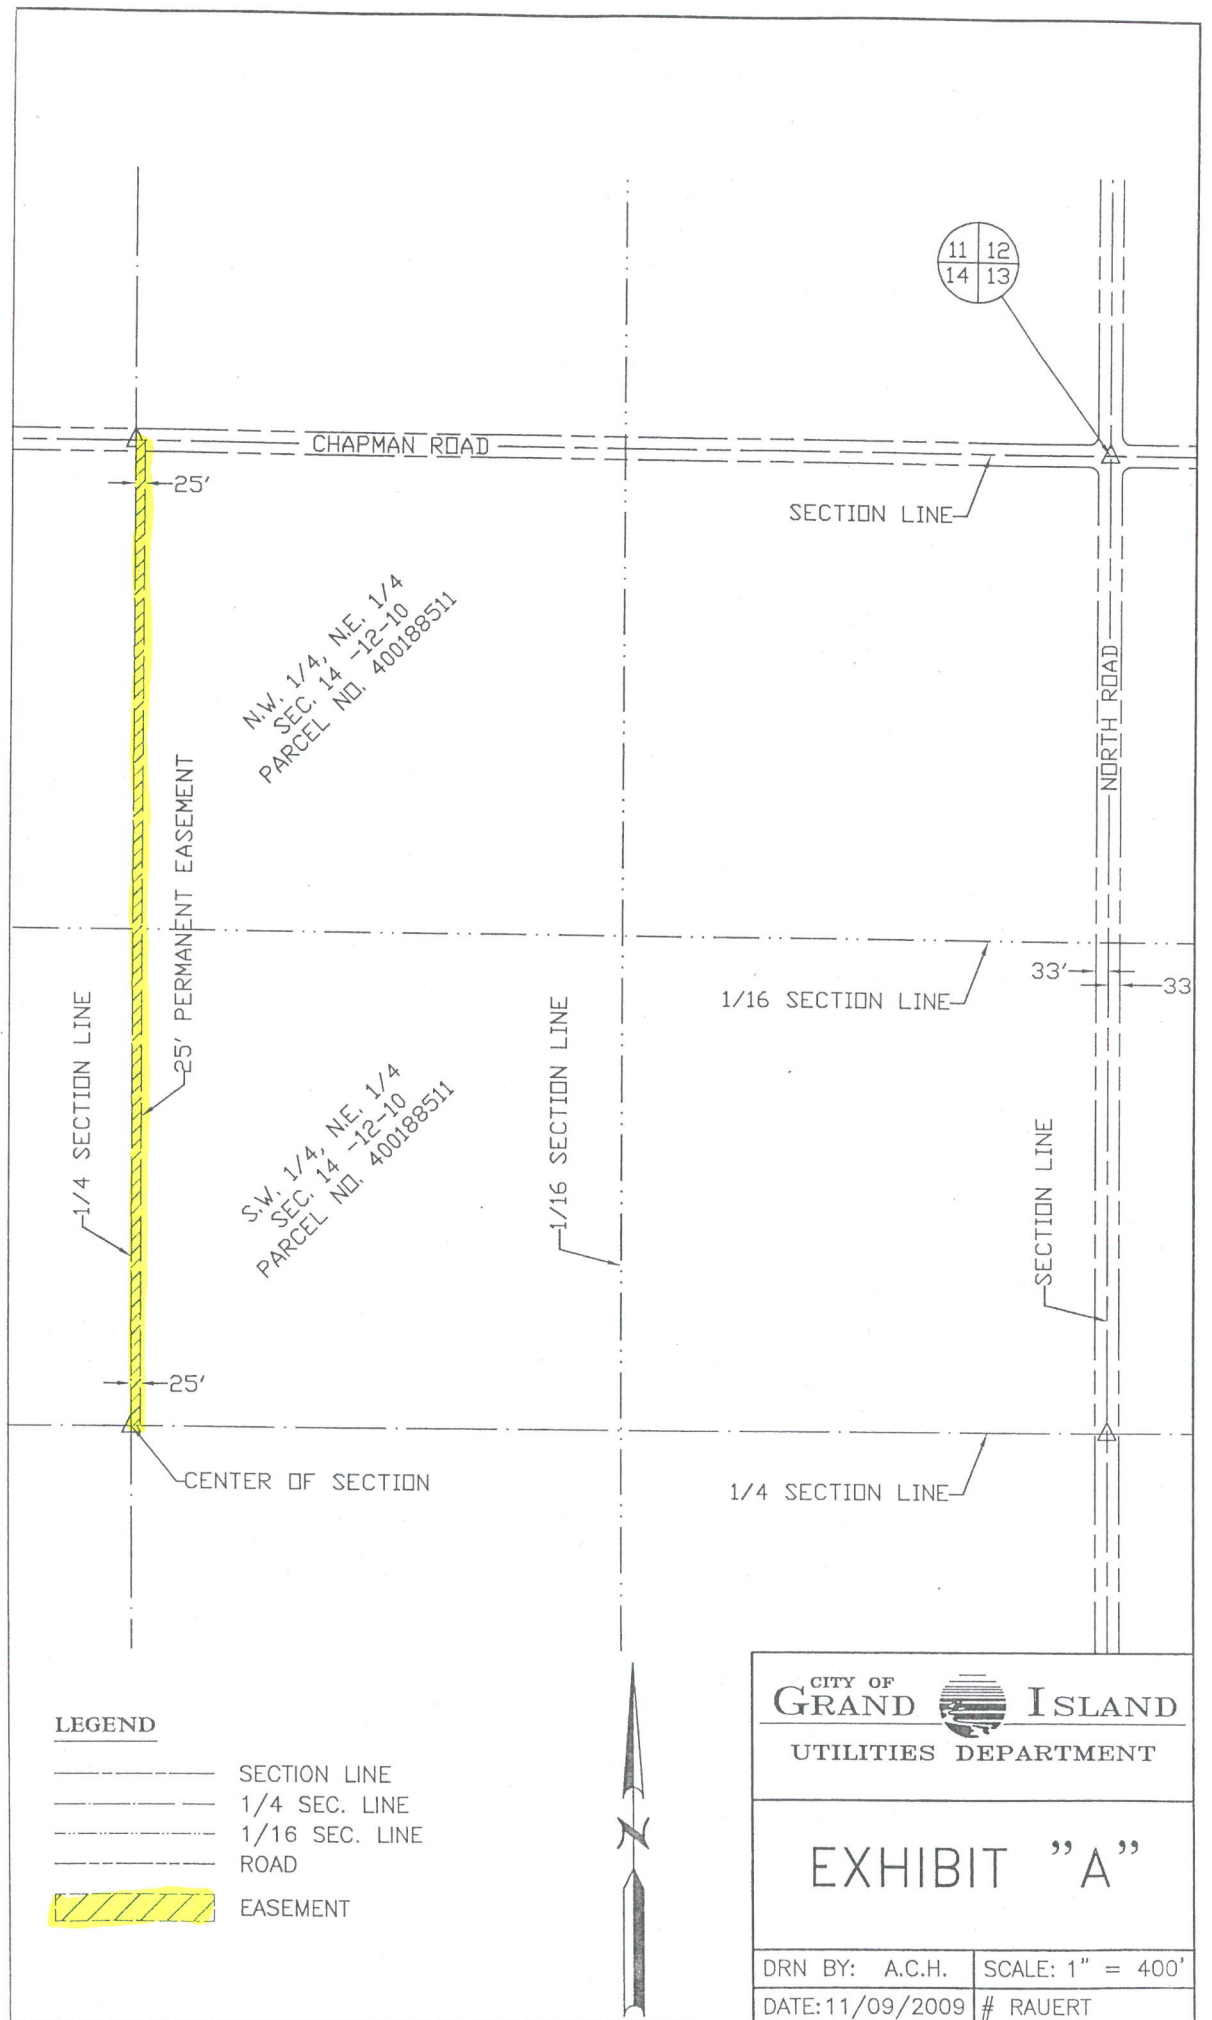 11 12
14 13
CHAPMAN ROAD
25'
SECTION LINE
N.W. 1/4, N.E. 1/4
SEC. 14 -12-10
PARCEL NO. 400188511
NORTH ROAD
25' PERMANENT EASEMENT
1/4 SECTION LINE
33'
33
1/16 SECTION LINE
1/16 SECTION LINE
S.W. 1/4, N.E. 1/4
SEC. 14 -12-10
PARCEL NO. 400188511
SECTION LINE
25'
CENTER OF SECTION
1/4 SECTION LINE
LEGEND
SECTION LINE
1/4 SEC. LINE
1/16 SEC. LINE
ROAD
EASEMENT
N
CITY OF
GRAND ISLAND
UTILITIES DEPARTMENT
EXHIBIT "A"
DRN BY: A.C.H.
SCALE: 1" = 400'
DATE: 11/09/2009
# RAUERT